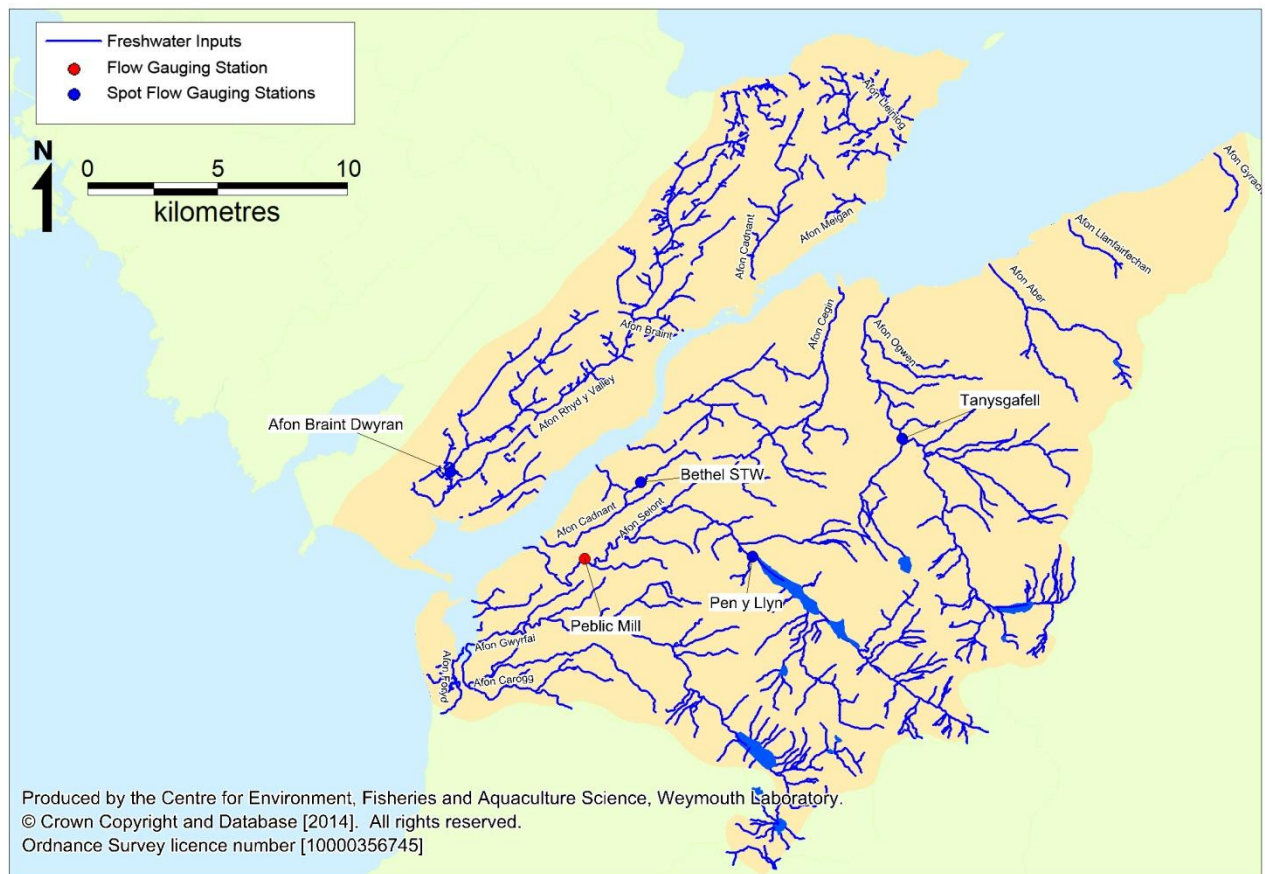 Freshwater Inputs
Flow Gauging Station
Spot Flow Gauging Stations
N
0 5 10
kilometres
Afon Lleiniog
Afon Gyrach
Afon Meigan
Afon Cadnant
Afon Llanfairfechan
Afon Aber
Afon Cegin
Afon Ogwen
Afon Braint
Afon Rhyd y Valley
Tanysgafell
Afon Braint Dwyran
Bethel STW
Afon Cadnant
Afon Seiont
Pen y Llyn
Peblic Mill
Afon Gwyrfai
Afon Foryd
Afon Carogg
Produced by the Centre for Environment, Fisheries and Aquaculture Science, Weymouth Laboratory.
© Crown Copyright and Database [2014]. All rights reserved.
Ordnance Survey licence number [10000356745]